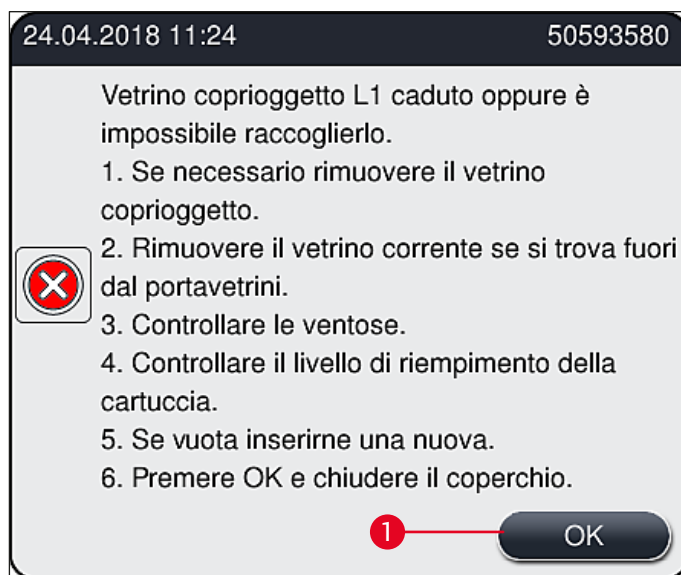 24.04.2018 11:24 50593580
Vetrino coprioggetto L1 caduto oppure è
impossibile raccoglierlo.
1. Se necessario rimuovere il vetrino
coprioggetto.
2. Rimuovere il vetrino corrente se si trova fuori
dal portavetrini.
3. Controllare le ventose.
4. Controllare il livello di riempimento della
cartuccia.
5. Se vuota inserirne una nuova.
6. Premere OK e chiudere il coperchio.
1 OK